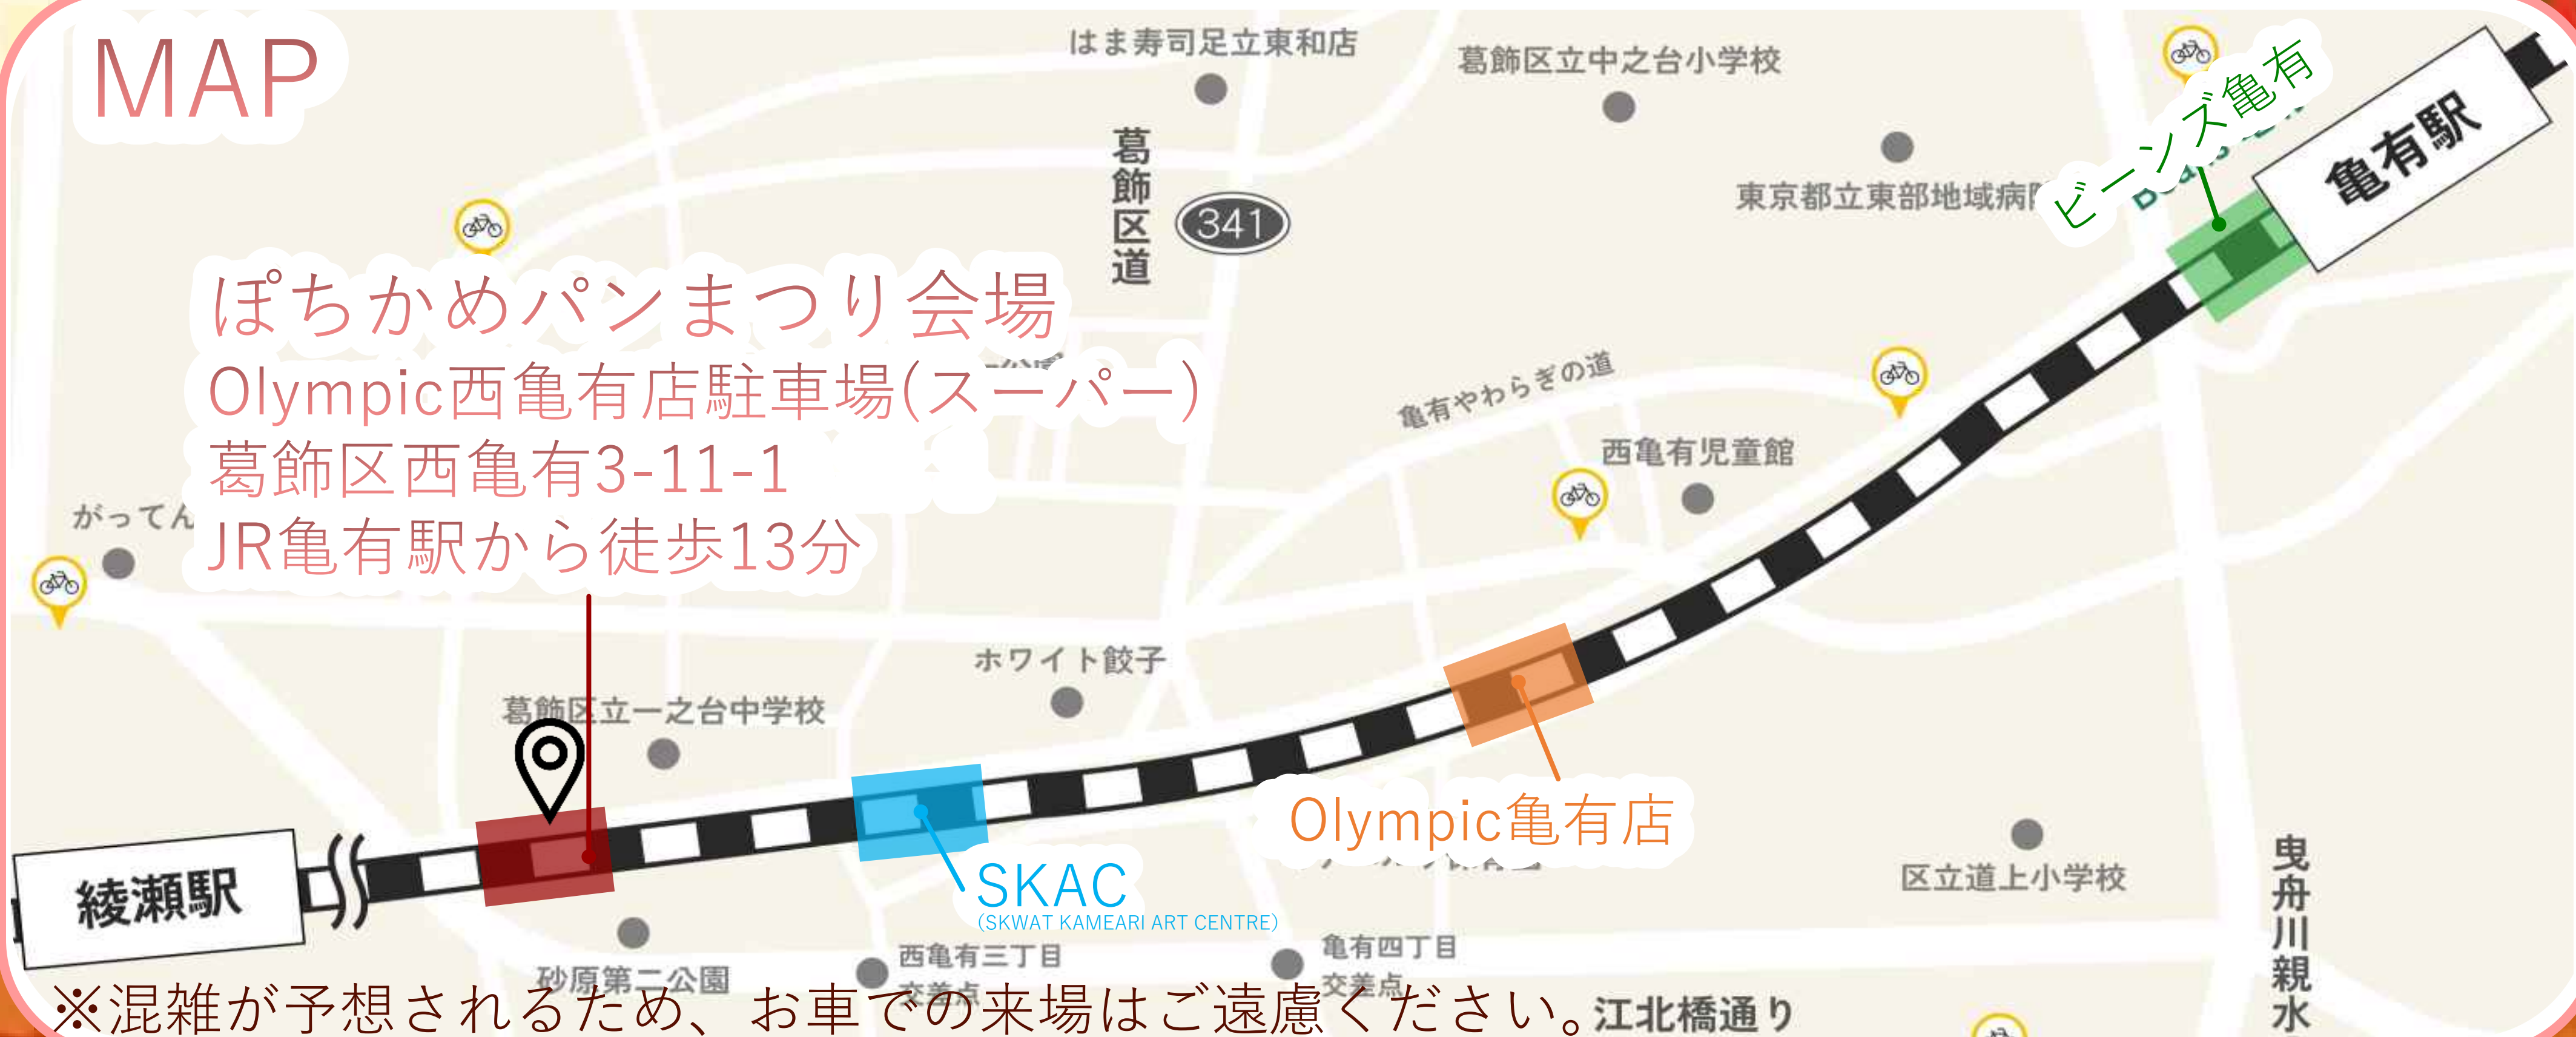 MAP
はま寿司足立東和店
葛飾区立中之台小学校
ビーンズ亀有
亀有駅
葛飾区道
341
東京都立東部地域病
ぽちかめパンまつり会場
Olympic西亀有店駐車場(スーパー)
葛飾区西亀有3-11-1
JR亀有駅から徒歩13分
亀有やわらぎの道
西亀有児童館
がってん
ホワイト餃子
葛飾区立一之台中学校
Olympic亀有店
綾瀬駅
SKAC
(SKWAT KAMEARI ART CENTRE)
区立道上小学校
曳舟川親水
西亀有三丁目
交差点
亀有四丁目
交差点
砂原第二公園
※混雑が予想されるため、お車での来場はご遠慮ください。
江北橋通り